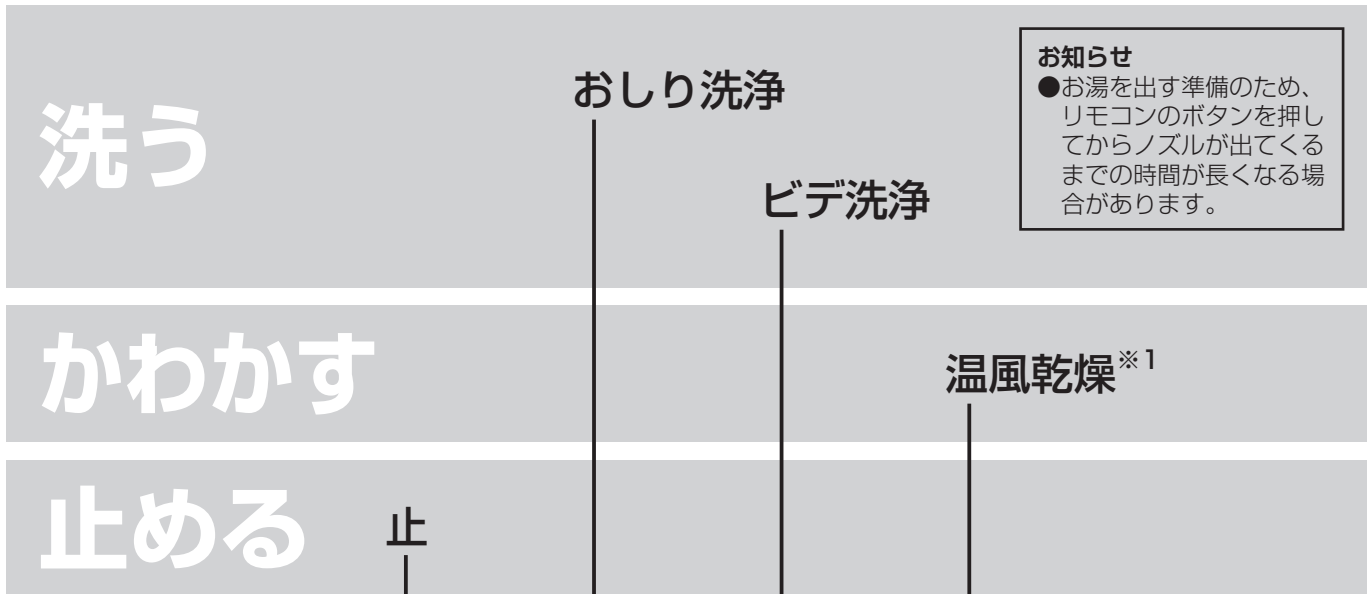 洗う
おしり洗浄
ビデ洗浄
お知らせ
●お湯を出す準備のため、
リモコンのボタンを押し
てからノズルが出てくる
までの時間が長くなる場
合があります。
かわかす
温風乾燥※1
止める
止